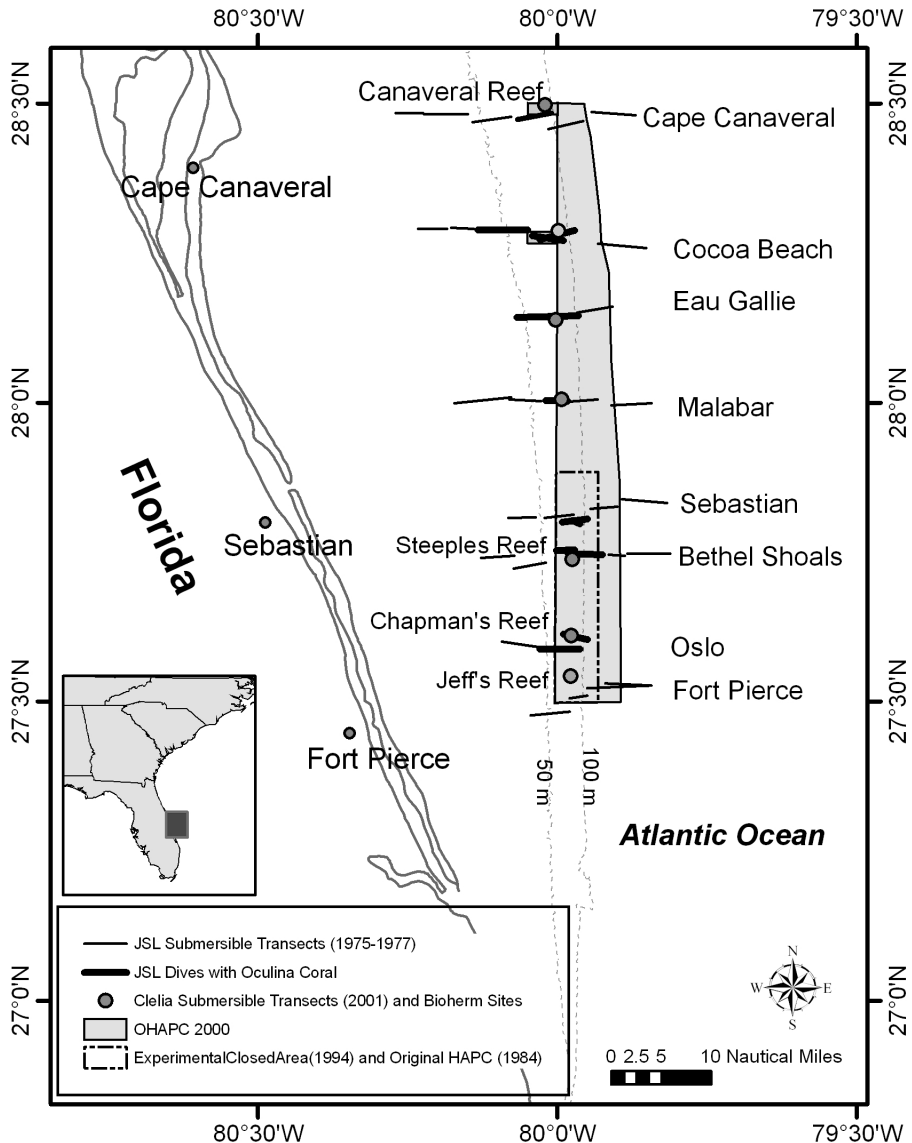 80°30'W
80°0'W
79°30'W
28°30'N
28°30'N
Canaveral Reef
Cape Canaveral
Cape Canaveral
Cocoa Beach
Eau Gallie
28°0'N
28°0'N
Malabar
Florida
Sebastian
Sebastian
Steeples Reef
Bethel Shoals
Chapman's Reef
Oslo
Jeff's Reef
Fort Pierce
27°30'N
27°30'N
Fort Pierce
50 m
100 m
Atlantic Ocean
JSL Submersible Transects (1975-1977)
JSL Dives with Oculina Coral
Clelia Submersible Transects (2001) and Bioherm Sites
OHAPC 2000
ExperimentalClosedArea(1994) and Original HAPC (1984)
N
W
E
S
27°0'N
27°0'N
0 2.5 5 10 Nautical Miles
80°30'W
80°0'W
79°30'W